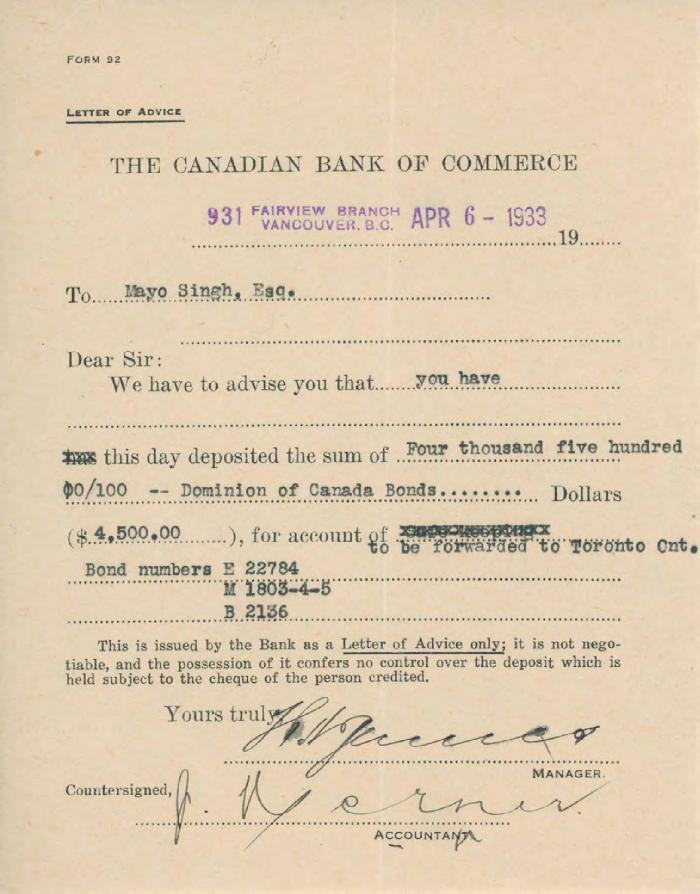 FORM 92
LETTER OF ADVICE
THE CANADIAN BANK OF COMMERCE
931 FAIRVIEW BRANCH VANCOUVER, B.C. APR 6 - 1933
19
To Mayo Singh, Esq.
Dear Sir:
We have to advise you that you have
this day deposited the sum of Four thousand five hundred
00/100 -- Dominion of Canada Bonds........ Dollars
($ 4,500.00 ), for account of
to be forwarded to Toronto Ont.
Bond numbers E 22784
M 1803-4-5
B 2136
This is issued by the Bank as a Letter of Advice only; it is not nego-
tiable, and the possession of it confers no control over the deposit which is
held subject to the cheque of the person credited.
Yours truly
MANAGER.
Countersigned,
ACCOUNTANT